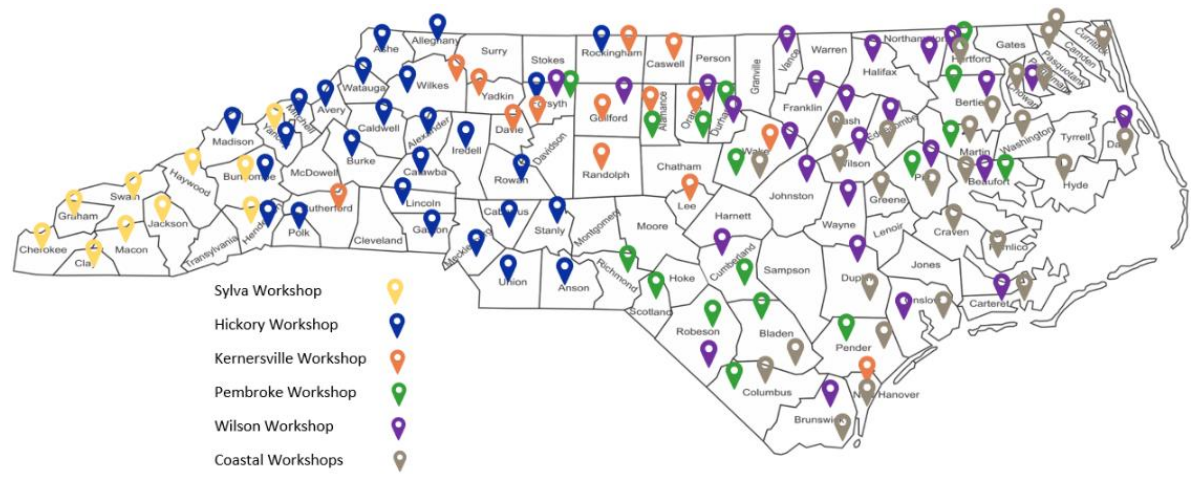 Ashe
Alleghany
Surry
Stokes
Rockingham
Caswell
Person
Granville
Vance
Warren
Northampton
Gates
Currituck
Camden
Pasquotank
Hertford
Halifax
Watauga
Wilkes
Yadkin
Forsyth
Guilford
Alamance
Orange
Durham
Franklin
Bertie
Chowan
Mitchell
Avery
Caldwell
Alexander
Iredell
Davie
Davidson
Nash
Edgecombe
Martin
Washington
Tyrrell
Madison
Yancey
Burke
Catawba
Rowan
Randolph
Chatham
Wake
Wilson
Beaufort
Hyde
Haywood
Buncombe
McDowell
Lincoln
Johnston
Greene
Swain
Graham
Jackson
Rutherford
Gaston
Cabarrus
Stanly
Montgomery
Moore
Lee
Harnett
Wayne
Lenoir
Craven
Pamlico
Cherokee
Clay
Macon
Transylvania
Henderson
Polk
Cleveland
Mecklenburg
Union
Anson
Richmond
Hoke
Scotland
Cumberland
Sampson
Duplin
Jones
Onslow
Carteret
Robeson
Bladen
Pender
Columbus
Brunswick
New Hanover
Sylva Workshop
Hickory Workshop
Kernersville Workshop
Pembroke Workshop
Wilson Workshop
Coastal Workshops